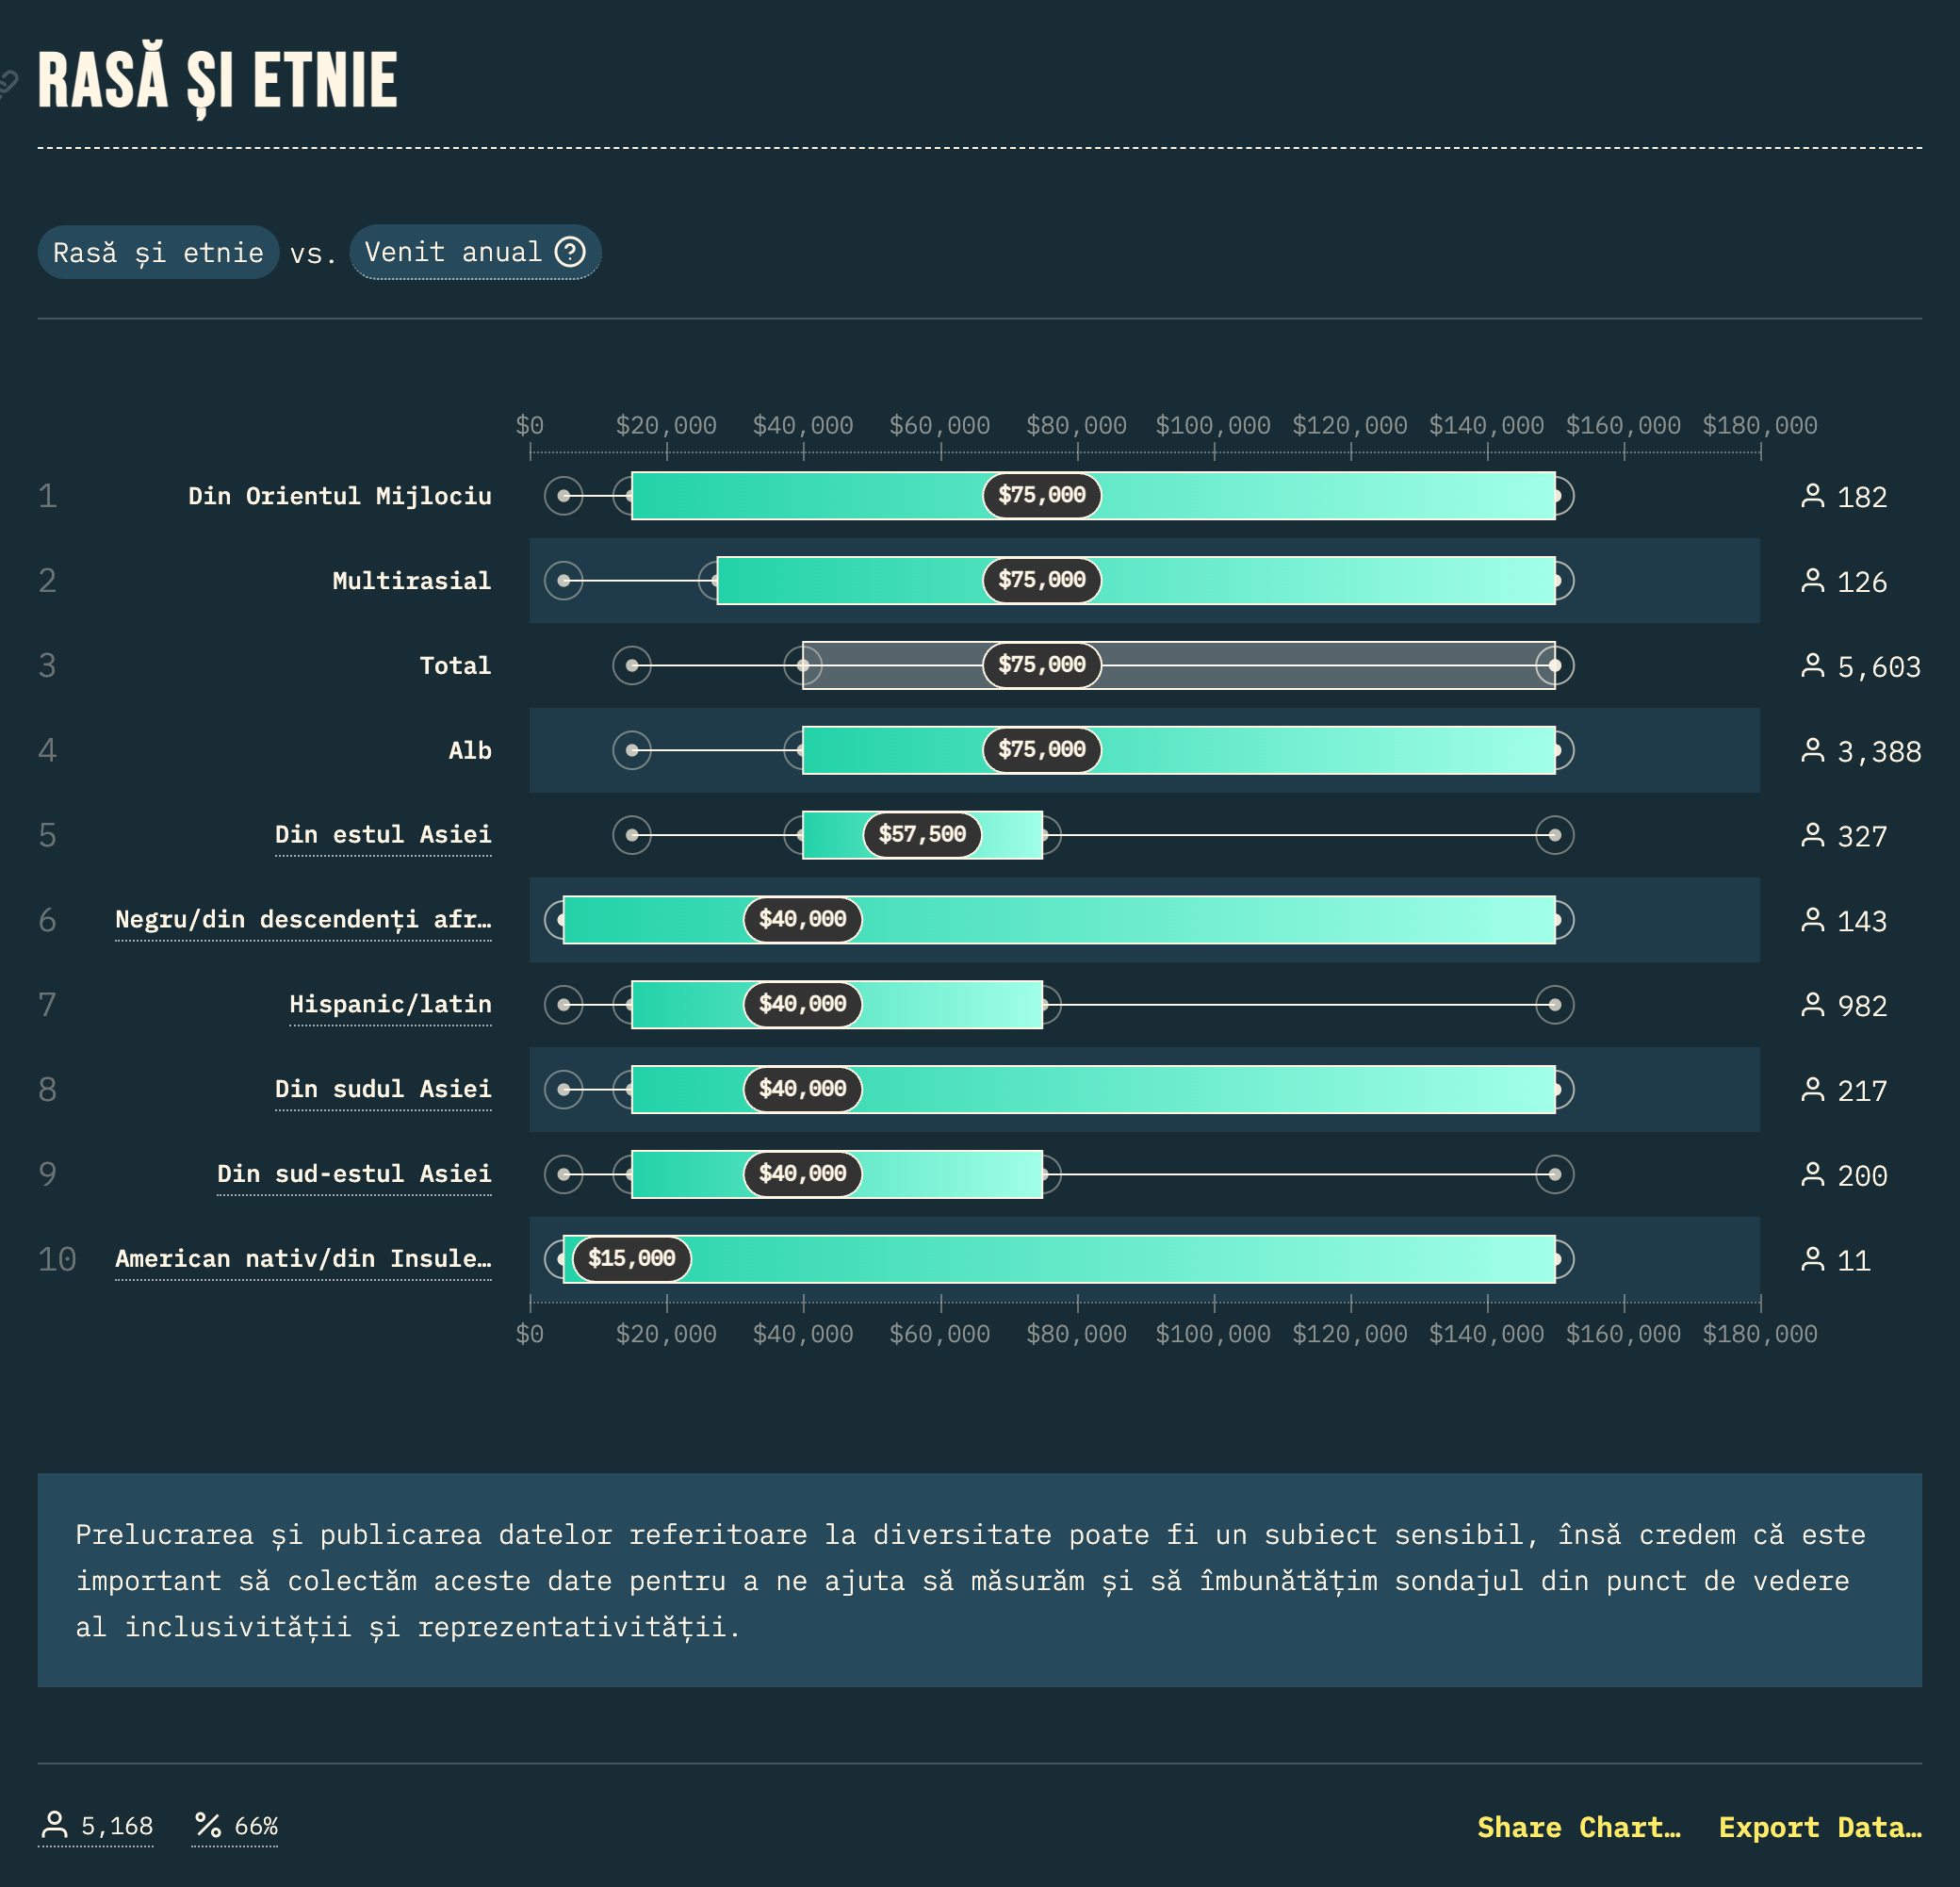 RASĂ ȘI ETNIE
Rasă și etnie vs. Venit anual ?
$0 $20,000 $40,000 $60,000 $80,000 $100,000 $120,000 $140,000 $160,000 $180,000
1 Din Orientul Mijlociu $75,000 182
2 Multirasial $75,000 126
3 Total $75,000 5,603
4 Alb $75,000 3,388
5 Din estul Asiei $57,500 327
6 Negru/din descendenți afr… $40,000 143
7 Hispanic/latin $40,000 982
8 Din sudul Asiei $40,000 217
9 Din sud-estul Asiei $40,000 200
10 American nativ/din Insule… $15,000 11
$0 $20,000 $40,000 $60,000 $80,000 $100,000 $120,000 $140,000 $160,000 $180,000
Prelucrarea și publicarea datelor referitoare la diversitate poate fi un subiect sensibil, însă credem că este
important să colectăm aceste date pentru a ne ajuta să măsurăm și să îmbunătățim sondajul din punct de vedere
al inclusivității și reprezentativității.
5,168 % 66% Share Chart… Export Data…